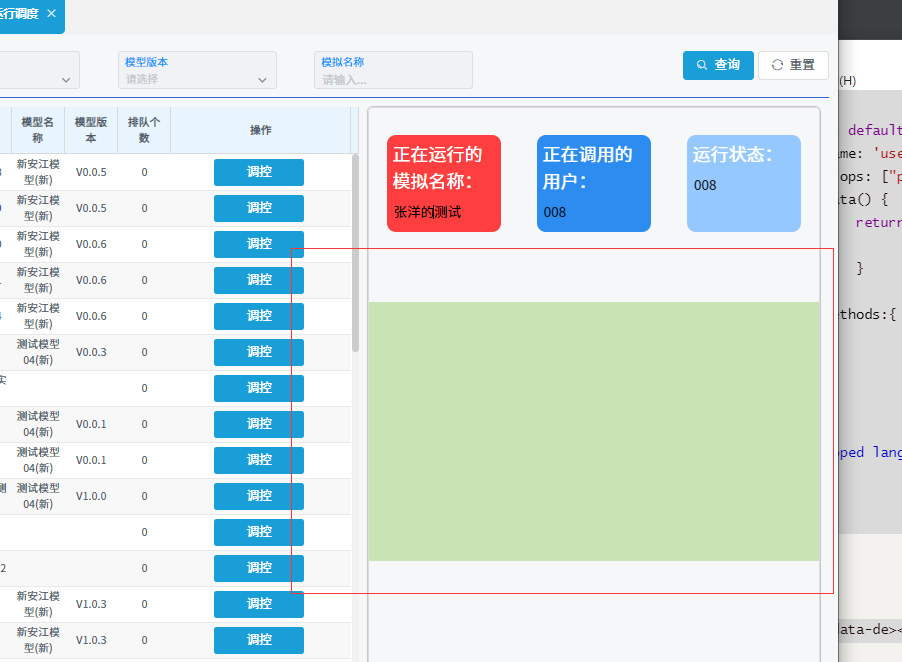 运行调度 ×
模型版本
请选择
模拟名称
请输入...
查询
重置
(H)
模型名称
模型版本
排队个数
操作
新安江模型(新) V0.0.5 0 调控
新安江模型(新) V0.0.5 0 调控
新安江模型(新) V0.0.6 0 调控
新安江模型(新) V0.0.6 0 调控
新安江模型(新) V0.0.6 0 调控
测试模型04(新) V0.0.3 0 调控
实 0 调控
测试模型04(新) V0.0.1 0 调控
测试模型04(新) V0.0.1 0 调控
测 测试模型04(新) V1.0.0 0 调控
0 调控
2 0 调控
新安江模型(新) V1.0.3 0 调控
新安江模型(新) V1.0.3 0 调控
正在运行的
模拟名称：
张洋的测试
正在调用的
用户：
008
运行状态：
008
default
me: 'use
ops: ["p
ta() {
return
}
thods:{
ped lang
data-de><